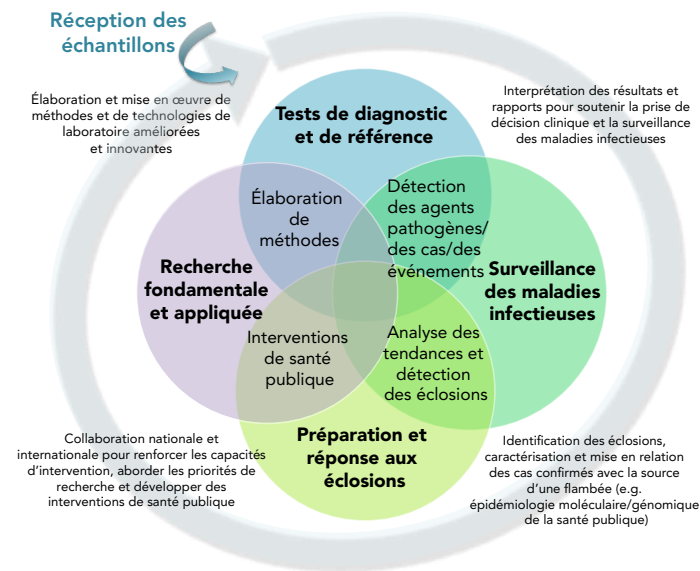 Réception des
échantillons
Élaboration et mise en œuvre de
méthodes et de technologies de
laboratoire améliorées
et innovantes
Interprétation des résultats et
rapports pour soutenir la prise de
décision clinique et la surveillance
des maladies infectieuses
Tests de diagnostic
et de référence
Élaboration
de
méthodes
Détection
des agents
pathogènes/
des cas/des
événements
Recherche
fondamentale
et appliquée
Surveillance
des maladies
infectieuses
Interventions
de santé
publique
Analyse des
tendances et
détection
des éclosions
Préparation et
réponse aux
éclosions
Collaboration nationale et
internationale pour renforcer les capacités
d’intervention, aborder les priorités de
recherche et développer des
interventions de santé publique
Identification des éclosions,
caractérisation et mise en relation
des cas confirmés avec la source
d’une flambée (e.g.
épidémiologie moléculaire/génomique
de la santé publique)